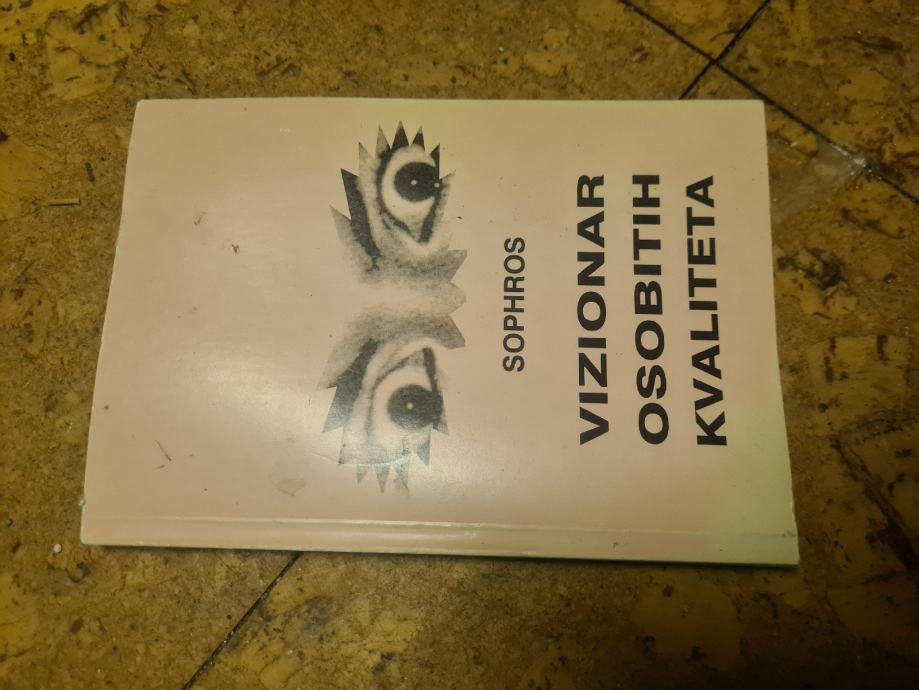 SOPHROS
VIZIONAR
OSOBITIH
KVALITETA